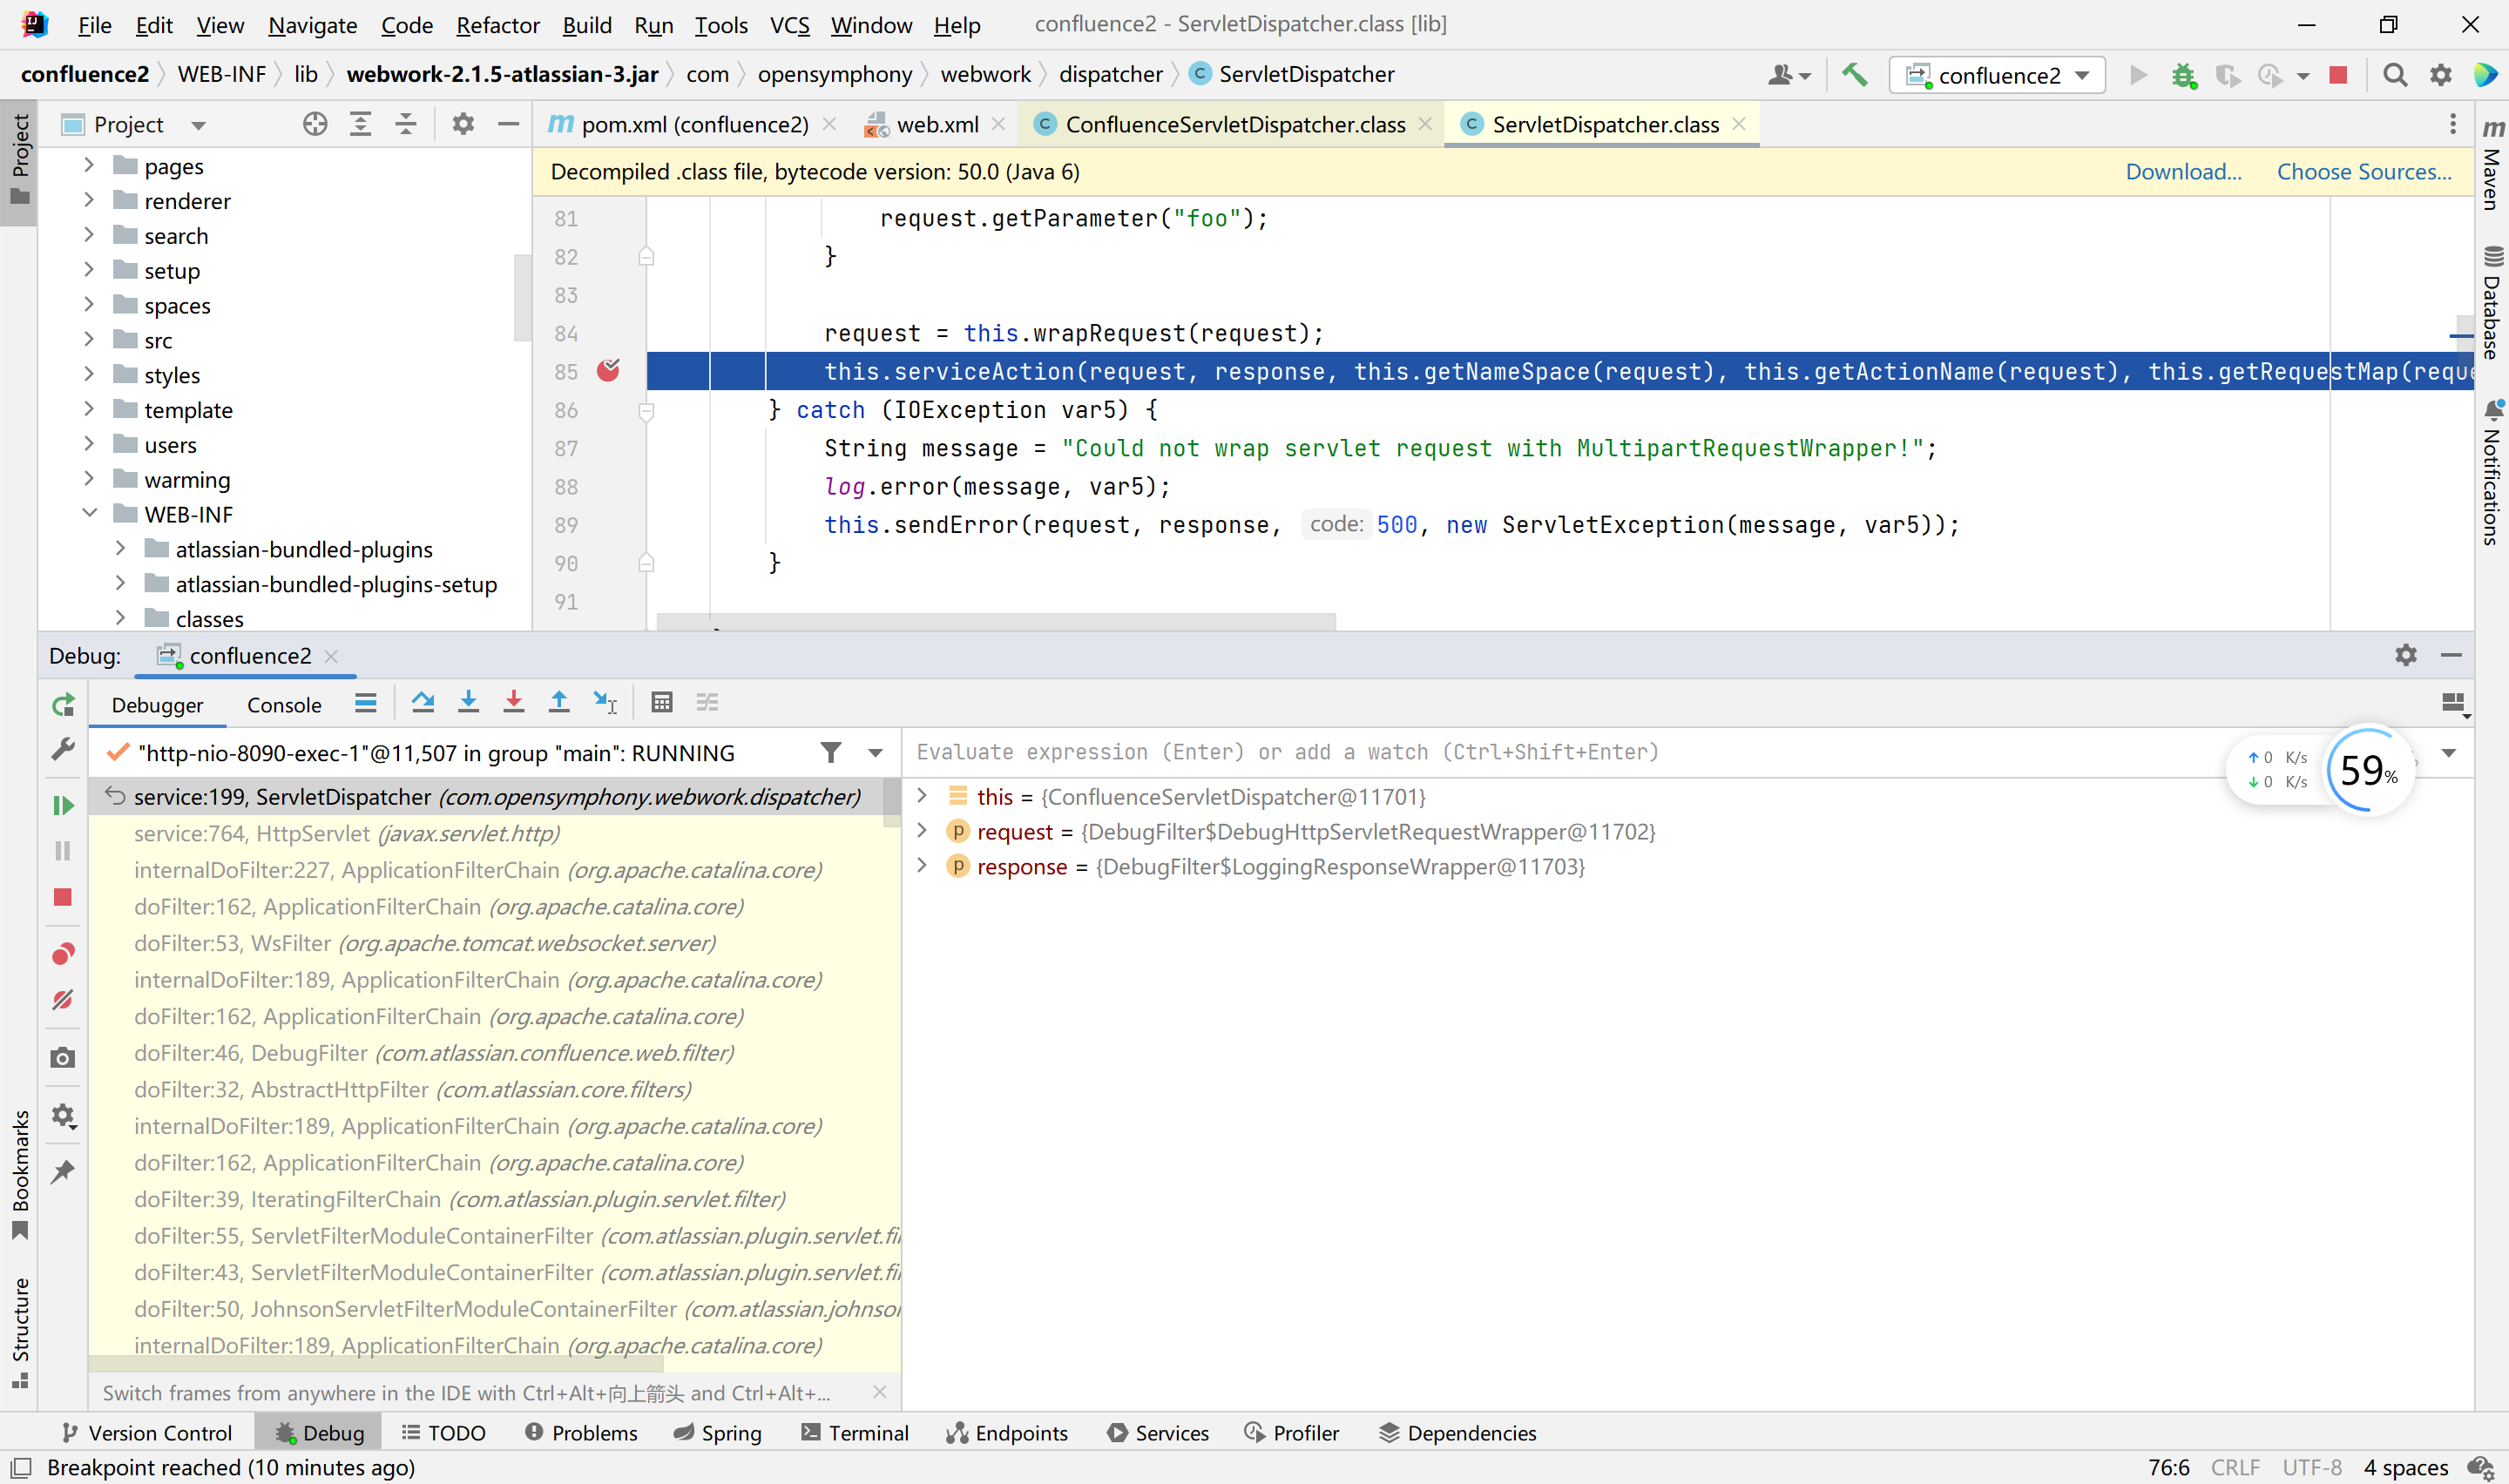 File Edit View Navigate Code Refactor Build Run Tools VCS Window Help confluence2 - ServletDispatcher.class [lib]
confluence2 WEB-INF lib webwork-2.1.5-atlassian-3.jar com opensymphony webwork dispatcher ServletDispatcher confluence2
Project
pom.xml (confluence2) web.xml ConfluenceServletDispatcher.class ServletDispatcher.class
Decompiled .class file, bytecode version: 50.0 (Java 6) Download... Choose Sources...
Project
Maven
Database
Notifications
Bookmarks
Structure
pages
renderer
search
setup
spaces
src
styles
template
users
warming
WEB-INF
atlassian-bundled-plugins
atlassian-bundled-plugins-setup
classes
81 request.getParameter("foo");
82 }
83
84 request = this.wrapRequest(request);
85 this.serviceAction(request, response, this.getNameSpace(request), this.getActionName(request), this.getRequestMap(reque
86 } catch (IOException var5) {
87 String message = "Could not wrap servlet request with MultipartRequestWrapper!";
88 log.error(message, var5);
89 this.sendError(request, response, code: 500, new ServletException(message, var5));
90 }
91
Debug: confluence2
Debugger Console
"http-nio-8090-exec-1"@11,507 in group "main": RUNNING
service:199, ServletDispatcher (com.opensymphony.webwork.dispatcher)
service:764, HttpServlet (javax.servlet.http)
internalDoFilter:227, ApplicationFilterChain (org.apache.catalina.core)
doFilter:162, ApplicationFilterChain (org.apache.catalina.core)
doFilter:53, WsFilter (org.apache.tomcat.websocket.server)
internalDoFilter:189, ApplicationFilterChain (org.apache.catalina.core)
doFilter:162, ApplicationFilterChain (org.apache.catalina.core)
doFilter:46, DebugFilter (com.atlassian.confluence.web.filter)
doFilter:32, AbstractHttpFilter (com.atlassian.core.filters)
internalDoFilter:189, ApplicationFilterChain (org.apache.catalina.core)
doFilter:162, ApplicationFilterChain (org.apache.catalina.core)
doFilter:39, IteratingFilterChain (com.atlassian.plugin.servlet.filter)
doFilter:55, ServletFilterModuleContainerFilter (com.atlassian.plugin.servlet.fil
doFilter:43, ServletFilterModuleContainerFilter (com.atlassian.plugin.servlet.fil
doFilter:50, JohnsonServletFilterModuleContainerFilter (com.atlassian.johnson
internalDoFilter:189, ApplicationFilterChain (org.apache.catalina.core)
Switch frames from anywhere in the IDE with Ctrl+Alt+向上箭头 and Ctrl+Alt+...
Evaluate expression (Enter) or add a watch (Ctrl+Shift+Enter)
this = {ConfluenceServletDispatcher@11701}
request = {DebugFilter$DebugHttpServletRequestWrapper@11702}
response = {DebugFilter$LoggingResponseWrapper@11703}
0 K/s
0 K/s
59%
Version Control Debug TODO Problems Spring Terminal Endpoints Services Profiler Dependencies
Breakpoint reached (10 minutes ago) 76:6 CRLF UTF-8 4 spaces